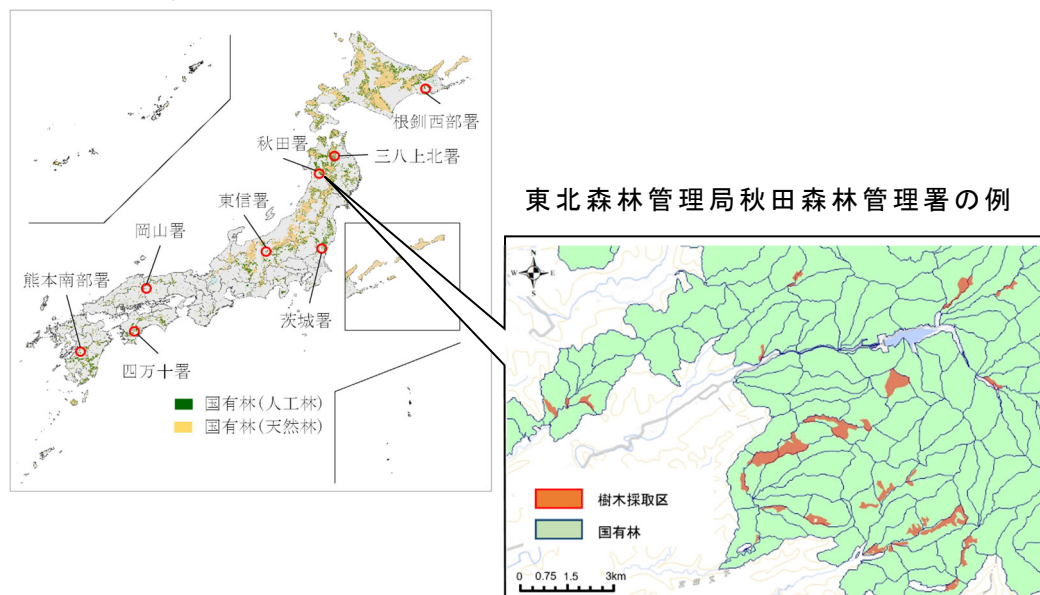 根釧西部署
秋田署
三八上北署
東信署
岡山署
熊本南部署
茨城署
四万十署
国有林(人工林)
国有林(天然林)
東北森林管理局秋田森林管理署の例
N
W
E
S
樹木採取区
国有林
0 0.75 1.5 3km